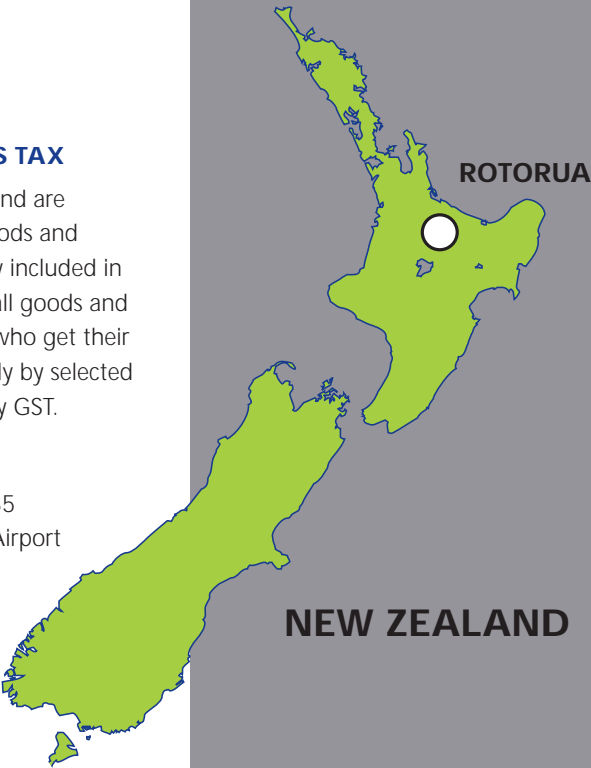 S TAX
nd are
ods and
included in
all goods and
who get their
ly by selected
y GST.
5
Airport
ROTORUA
NEW ZEALAND